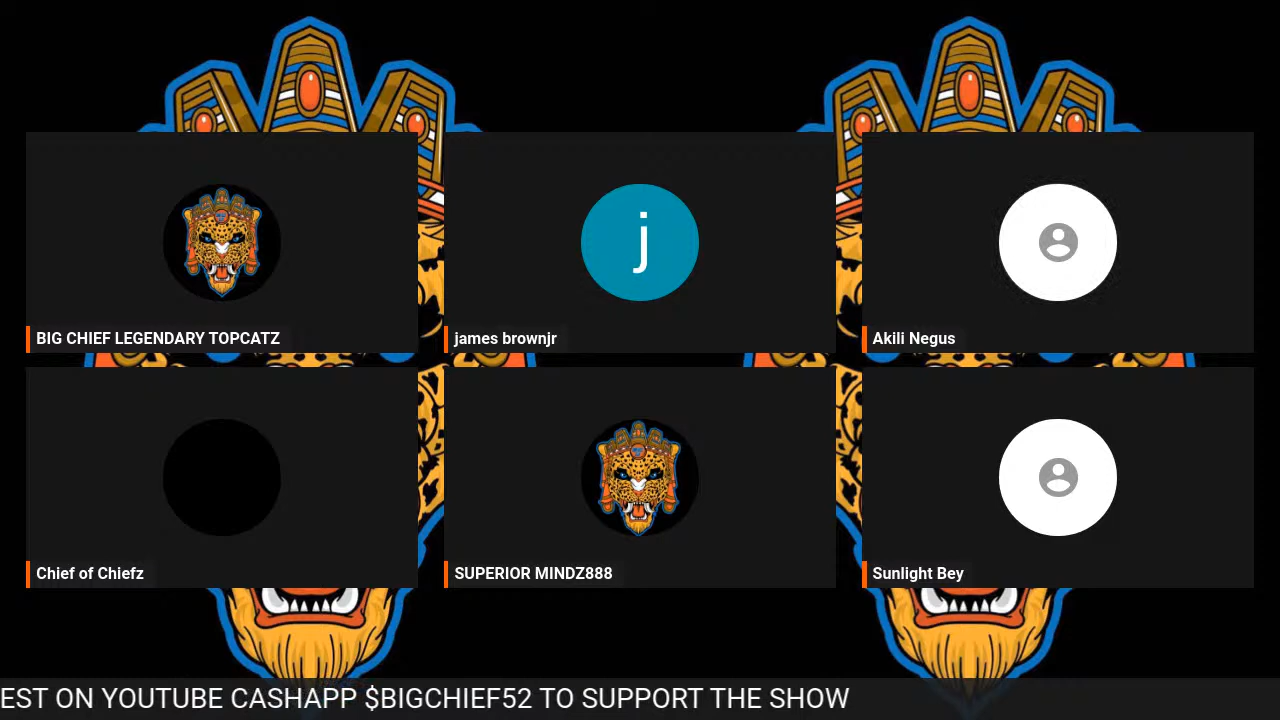 j
BIG CHIEF LEGENDARY TOPCATZ
james brownjr
Akili Negus
Chief of Chiefz
SUPERIOR MINDZ888
Sunlight Bey
EST ON YOUTUBE CASHAPP $BIGCHIEF52 TO SUPPORT THE SHOW